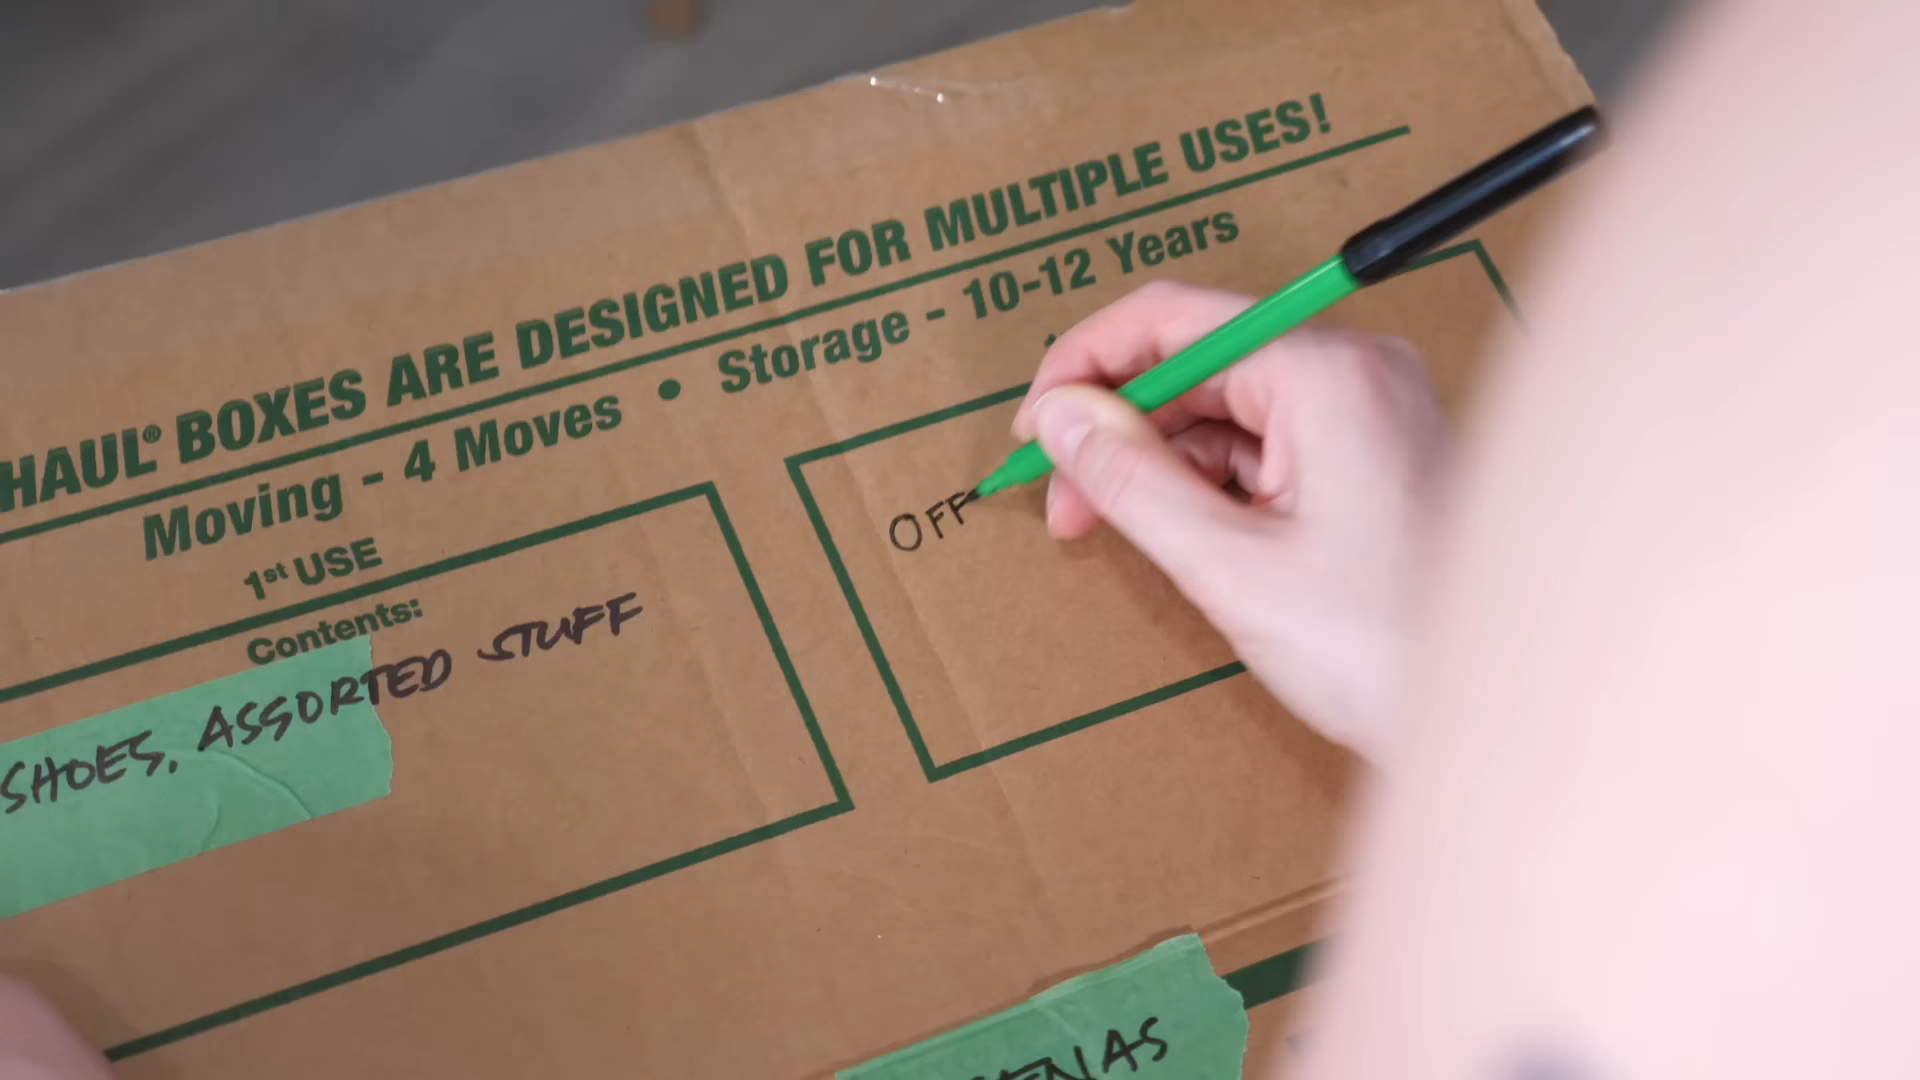 HAUL® BOXES ARE DESIGNED FOR MULTIPLE USES!
Moving - 4 Moves • Storage - 10-12 Years
1st USE
Contents:
SHOES, ASSORTED STUFF
OFF